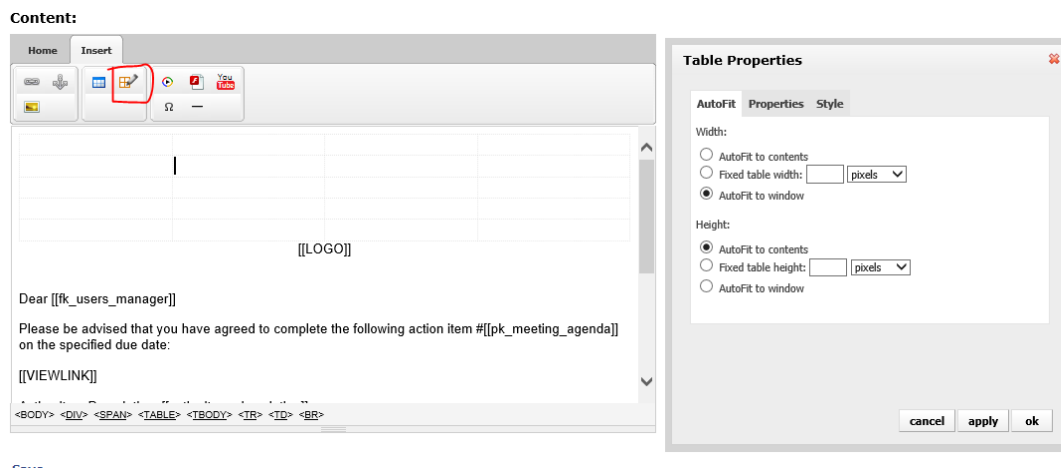 Content:
Home Insert
You
Tube
Ω
[[LOGO]]
Dear [[fk_users_manager]]
Please be advised that you have agreed to complete the following action item #[[pk_meeting_agenda]]
on the specified due date:
[[VIEWLINK]]
<BODY> <DIV> <SPAN> <TABLE> <TBODY> <TR> <TD> <BR>
Table Properties
AutoFit Properties Style
Width:
AutoFit to contents
Fixed table width: pixels
AutoFit to window
Height:
AutoFit to contents
Fixed table height: pixels
AutoFit to window
cancel apply ok